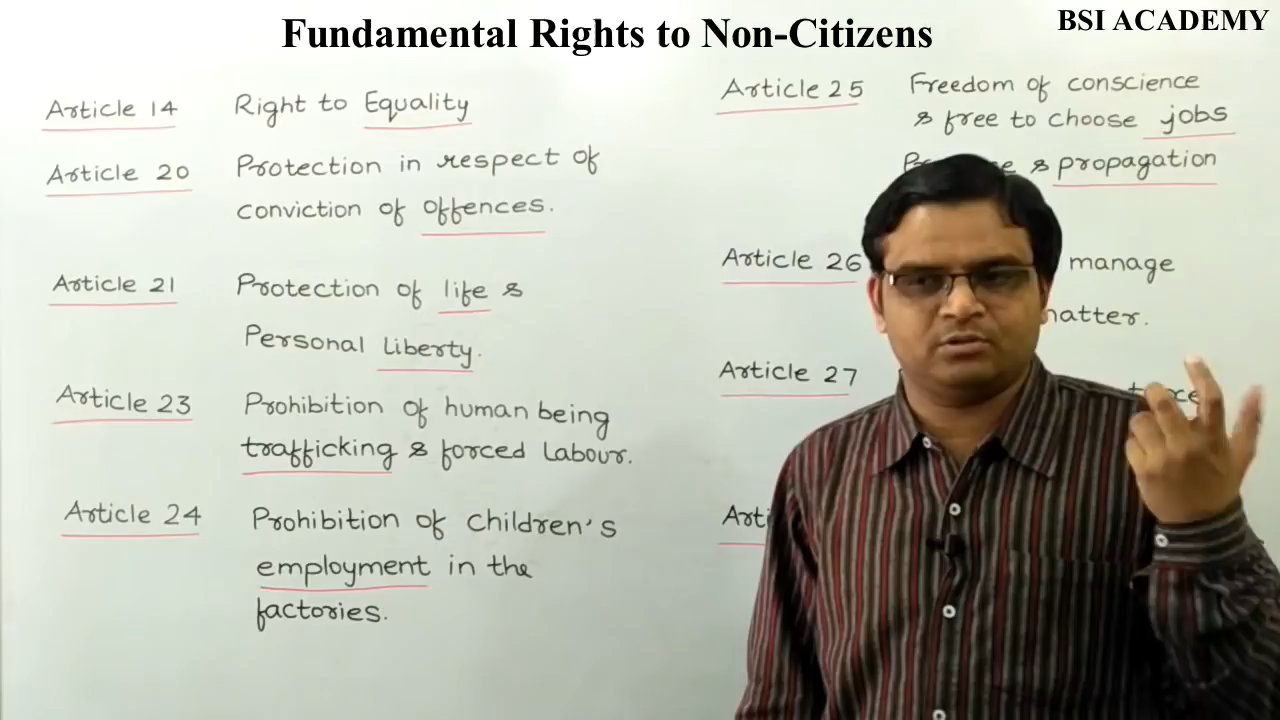 Fundamental Rights to Non-Citizens
BSI ACADEMY
Article 14 Right to Equality
Article 20 Protection in respect of
conviction of offences.
Article 21 Protection of life &
Personal liberty.
Article 23 Prohibition of human being
trafficking & forced labour.
Article 24 Prohibition of children's
employment in the
factories.
Article 25 Freedom of conscience
& free to choose jobs
& propagation
Article 26 manage
matter.
Article 27